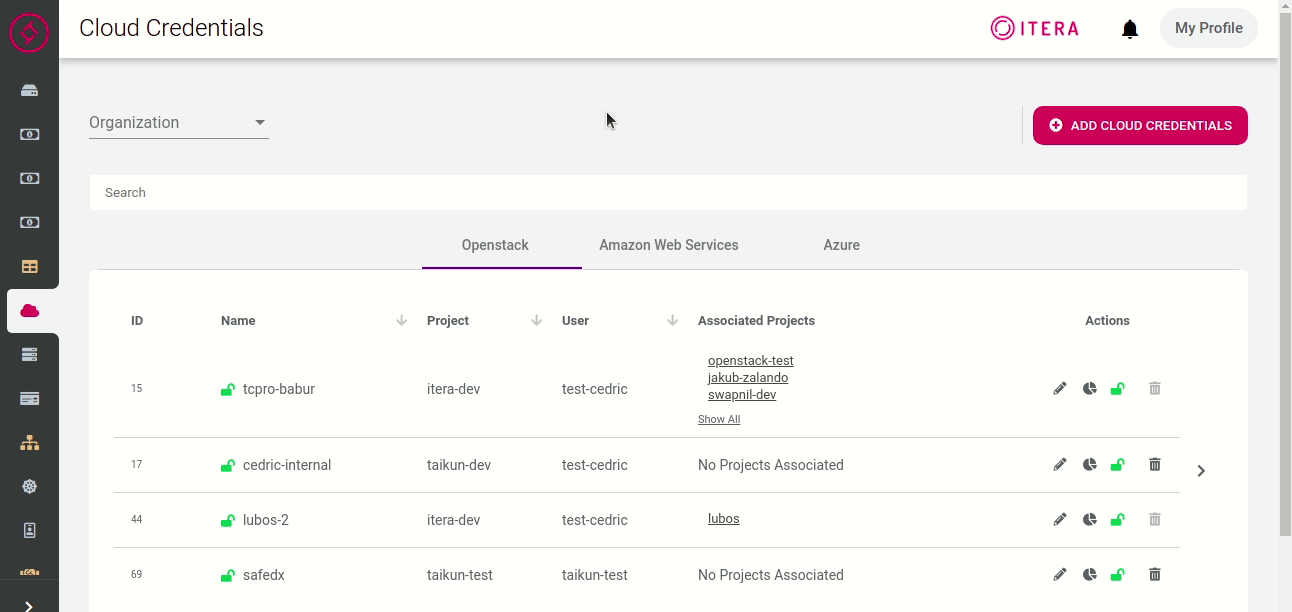 Cloud Credentials
ITERA
My Profile
Organization
ADD CLOUD CREDENTIALS
Search
Openstack Amazon Web Services Azure
ID Name Project User Associated Projects Actions
openstack-test
15 tcpro-babur itera-dev test-cedric jakub-zalando
swapnil-dev
Show All
17 cedric-internal taikun-dev test-cedric No Projects Associated
44 lubos-2 itera-dev test-cedric lubos
69 safedx taikun-test taikun-test No Projects Associated